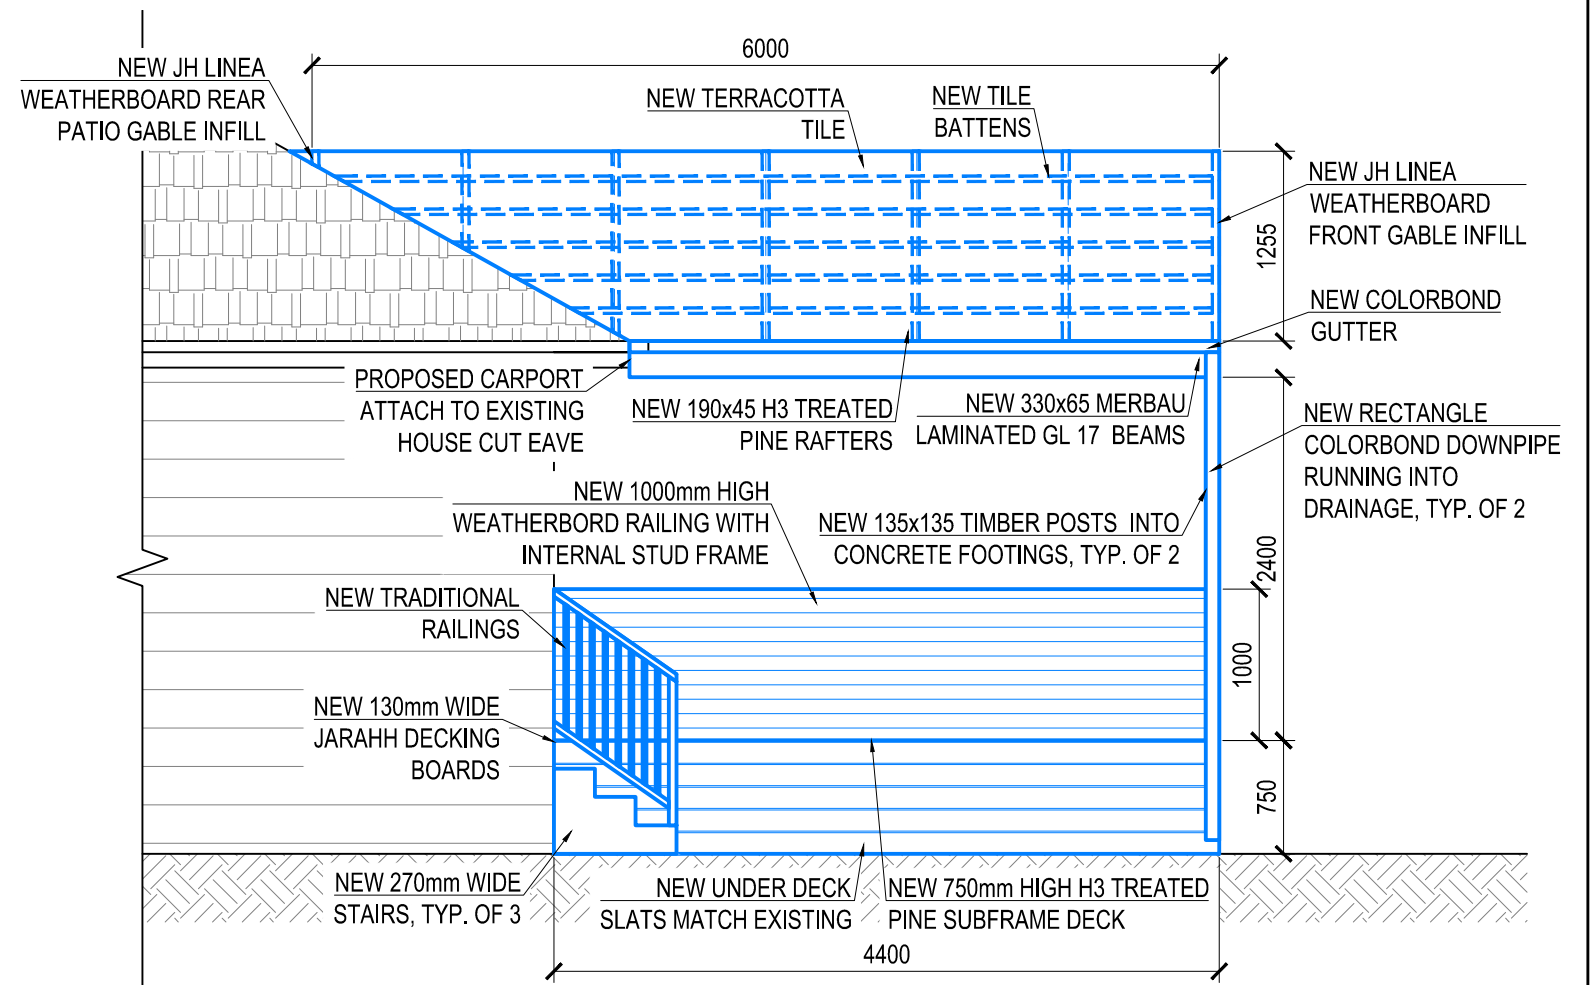 6000
NEW JH LINEA
WEATHERBOARD REAR
PATIO GABLE INFILL
NEW TERRACOTTA
TILE
NEW TILE
BATTENS
NEW JH LINEA
WEATHERBOARD
FRONT GABLE INFILL
1255
NEW COLORBOND
GUTTER
PROPOSED CARPORT
ATTACH TO EXISTING
HOUSE CUT EAVE
NEW 190x45 H3 TREATED
PINE RAFTERS
NEW 330x65 MERBAU
LAMINATED GL 17 BEAMS
NEW RECTANGLE
COLORBOND DOWNPIPE
RUNNING INTO
DRAINAGE, TYP. OF 2
NEW 1000mm HIGH
WEATHERBORD RAILING WITH
INTERNAL STUD FRAME
NEW 135x135 TIMBER POSTS INTO
CONCRETE FOOTINGS, TYP. OF 2
2400
NEW TRADITIONAL
RAILINGS
1000
NEW 130mm WIDE
JARAHH DECKING
BOARDS
750
NEW 270mm WIDE
STAIRS, TYP. OF 3
NEW UNDER DECK
SLATS MATCH EXISTING
NEW 750mm HIGH H3 TREATED
PINE SUBFRAME DECK
4400